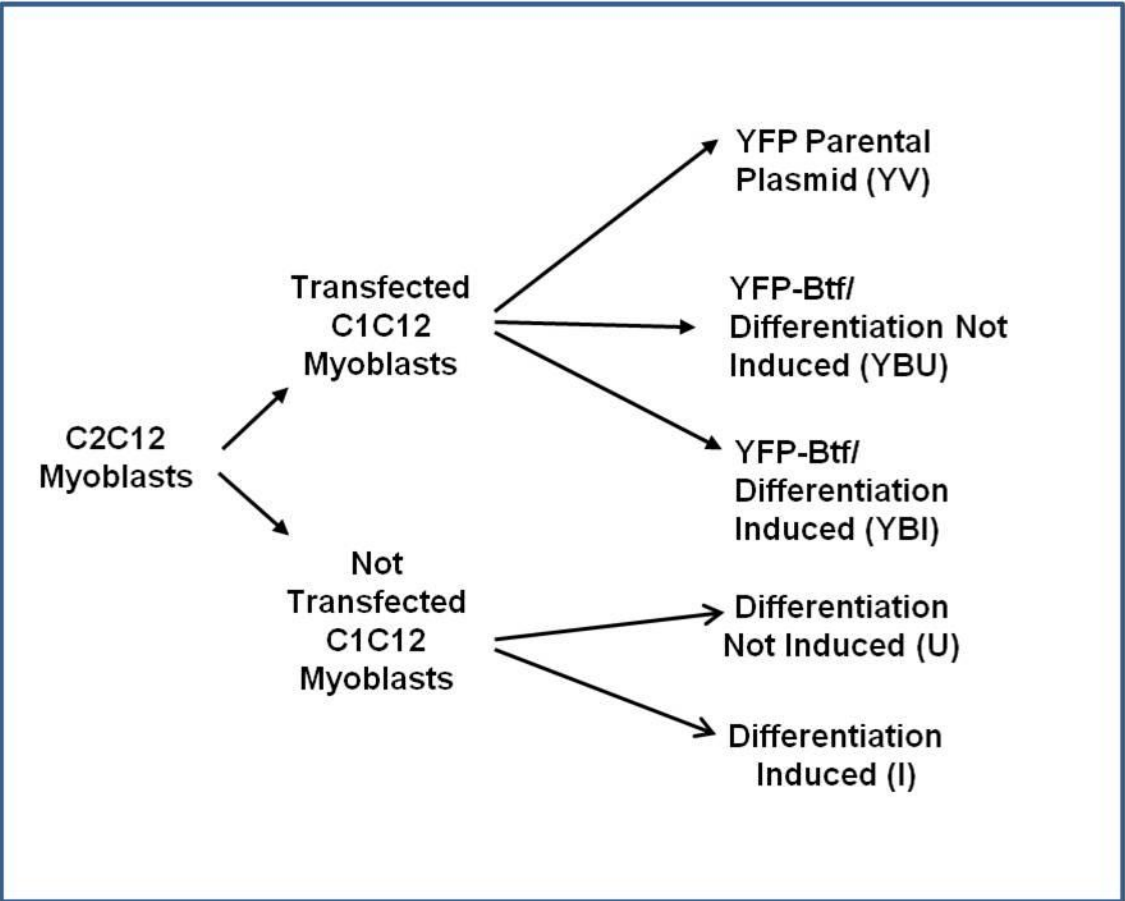 C2C12
Myoblasts
Transfected
C1C12
Myoblasts
Not
Transfected
C1C12
Myoblasts
YFP Parental
Plasmid (YV)
YFP-Btf/
Differentiation Not
Induced (YBU)
YFP-Btf/
Differentiation
Induced (YBI)
Differentiation
Not Induced (U)
Differentiation
Induced (I)